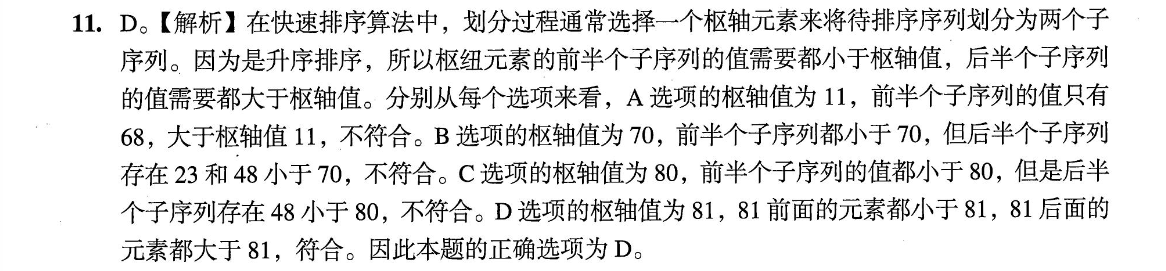 11. D。【解析】在快速排序算法中，划分过程通常选择一个枢轴元素来将待排序序列划分为两个子
序列。因为是升序排序，所以枢纽元素的前半个子序列的值需要都小于枢轴值，后半个子序列
的值需要都大于枢轴值。分别从每个选项来看，A 选项的枢轴值为 11，前半个子序列的值只有
68，大于枢轴值 11，不符合。B 选项的枢轴值为 70，前半个子序列都小于 70，但后半个子序列
存在 23 和 48 小于 70，不符合。C 选项的枢轴值为 80，前半个子序列的值都小于 80，但是后半
个子序列存在 48 小于 80，不符合。D 选项的枢轴值为 81，81 前面的元素都小于 81，81 后面的
元素都大于 81，符合。因此本题的正确选项为 D。